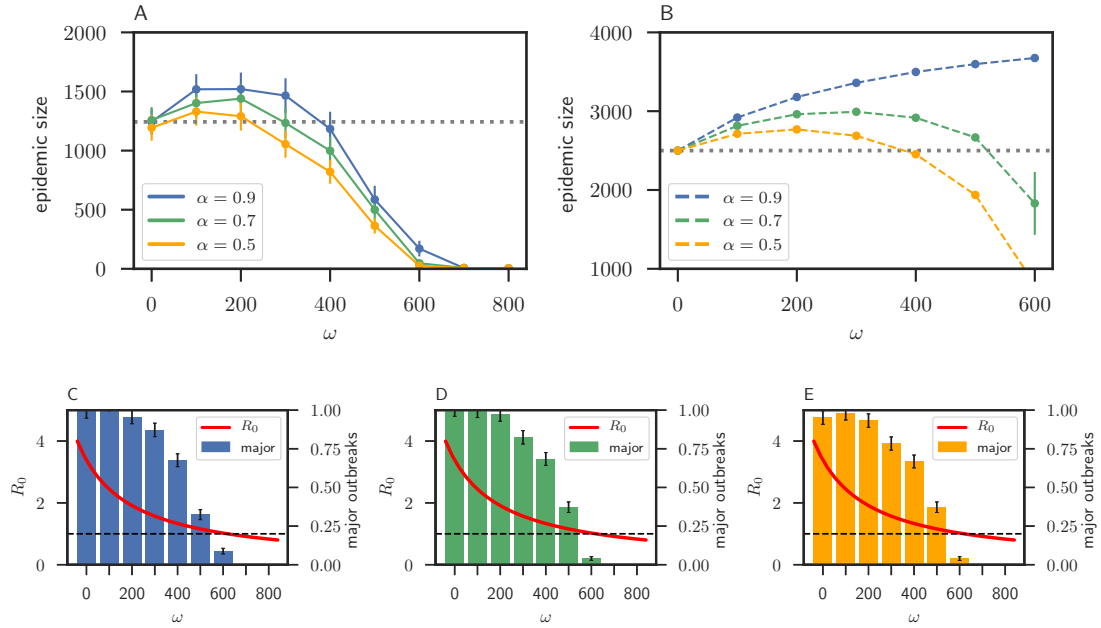 A
epidemic size
2000
1500
1000
500
0
α = 0.9
α = 0.7
α = 0.5
0 200 400 600 800
ω
B
epidemic size
4000
3000
2000
1000
α = 0.9
α = 0.7
α = 0.5
0 200 400 600
ω
C
R₀
4
2
0
R₀
major
1.00
0.75
0.50
0.25
0.00
major outbreaks
0 200 400 600 800
ω
D
R₀
4
2
0
R₀
major
1.00
0.75
0.50
0.25
0.00
major outbreaks
0 200 400 600 800
ω
E
R₀
4
2
0
R₀
major
1.00
0.75
0.50
0.25
0.00
major outbreaks
0 200 400 600 800
ω